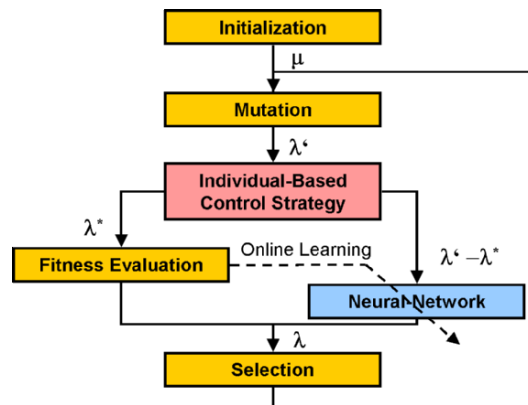 Initialization
μ
Mutation
λ‘
Individual-Based
Control Strategy
λ*
Online Learning
λ‘ –λ*
Fitness Evaluation
Neural Network
λ
Selection